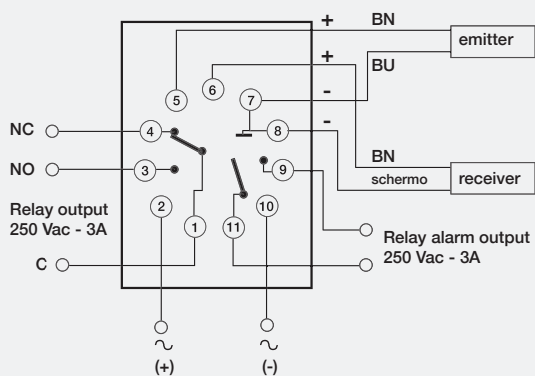 + BN
emitter
+
BU
5
6
-
7
-
NC
4
8
BN
NO
3
9
schermo
receiver
Relay output
250 Vac - 3A
2
10
1
11
Relay alarm output
250 Vac - 3A
C
~
~
(+)
(-)